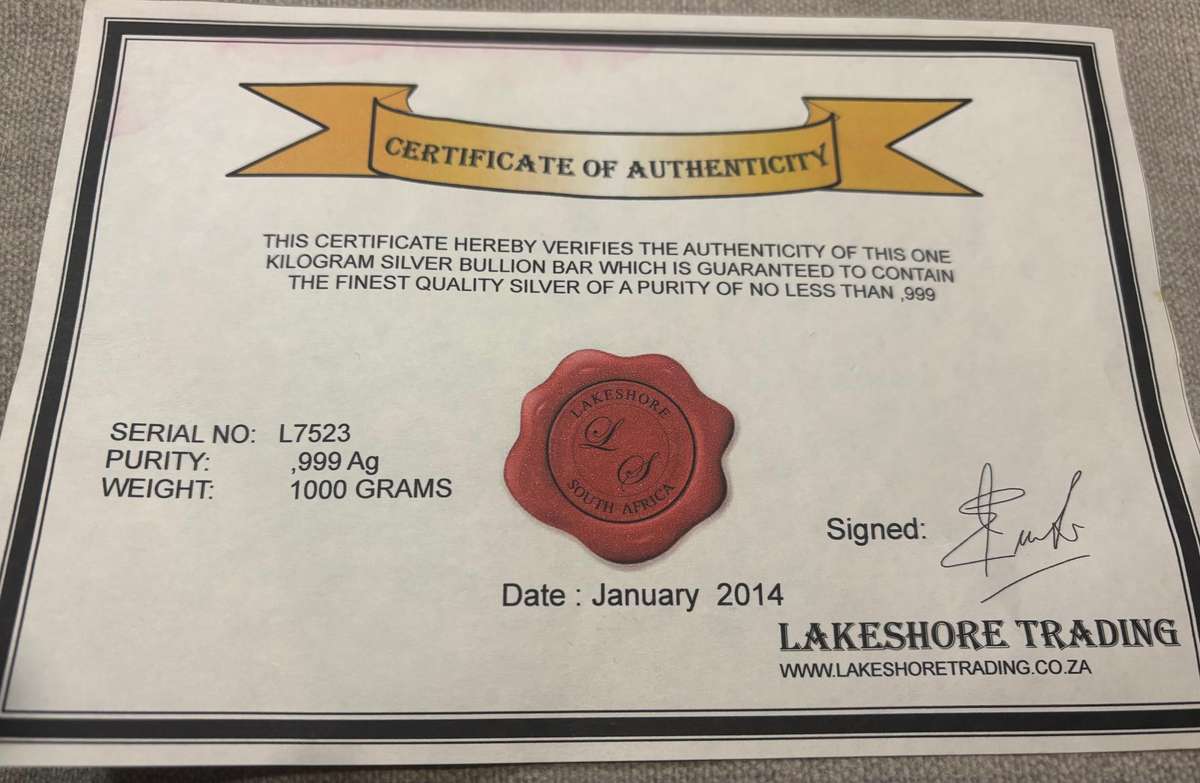 CERTIFICATE OF AUTHENTICITY
THIS CERTIFICATE HEREBY VERIFIES THE AUTHENTICITY OF THIS ONE
KILOGRAM SILVER BULLION BAR WHICH IS GUARANTEED TO CONTAIN
THE FINEST QUALITY SILVER OF A PURITY OF NO LESS THAN ,999
SERIAL NO: L7523
PURITY: ,999 Ag
WEIGHT: 1000 GRAMS
LAKESHORE
L S
SOUTH AFRICA
Signed:
Date : January 2014
LAKESHORE TRADING
WWW.LAKESHORETRADING.CO.ZA